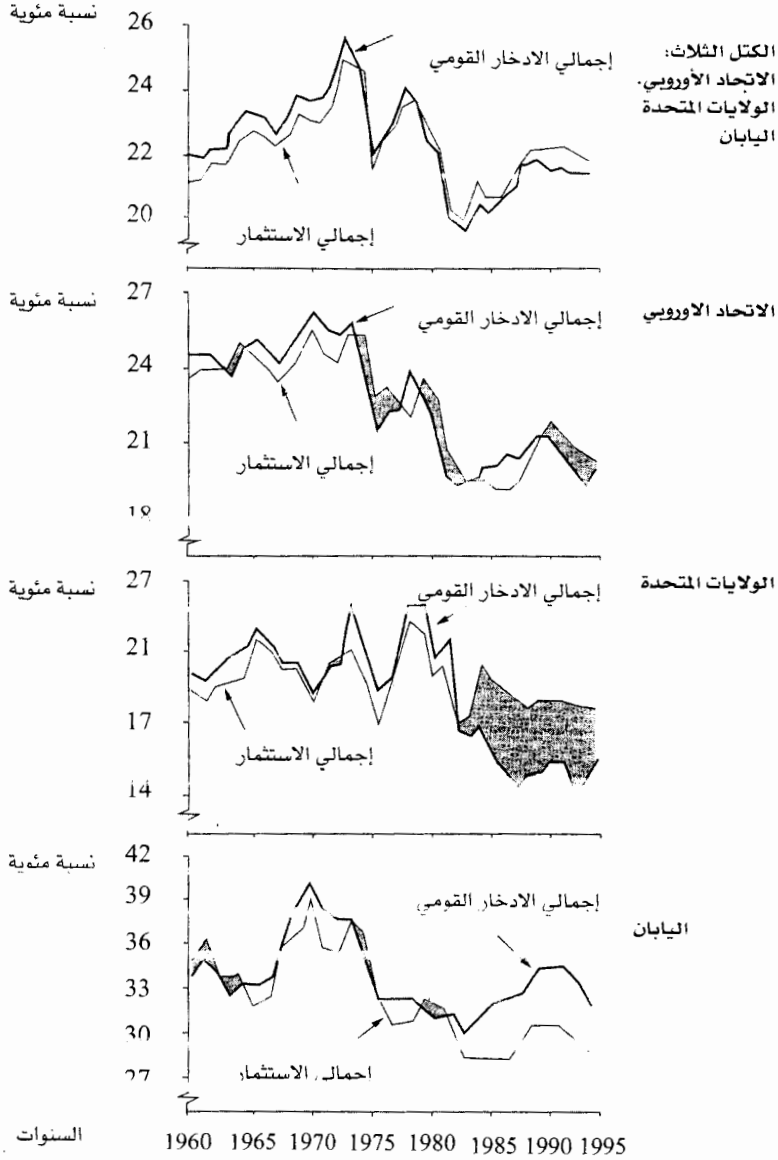 نسبة مئوية
26
24
22
20
إجمالي الادخار القومي
إجمالي الاستثمار
الكتل الثلاث:
الاتحاد الأوروبي.
الولايات المتحدة
اليابان
نسبة مئوية
27
24
21
18
إجمالي الادخار القومي
إجمالي الاستثمار
الاتحاد الاوروبي
نسبة مئوية
27
21
17
14
إجمالي الادخار القومي
إجمالي الاستثمار
الولايات المتحدة
نسبة مئوية
42
39
36
33
30
27
إجمالي الادخار القومي
إجمالي الاستثمار
اليابان
السنوات
1960 1965 1970 1975 1980 1985 1990 1995